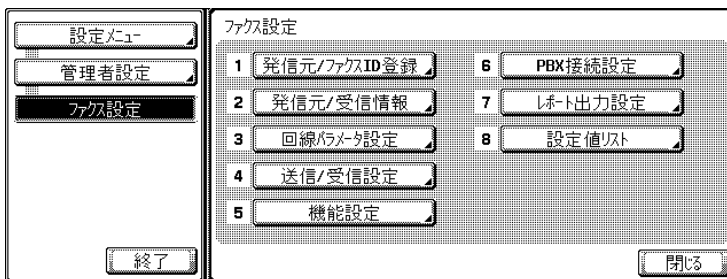 設定メニュー
管理者設定
ファクス設定
終了
ファクス設定
1 発信元/ファクスID登録
2 発信元/受信情報
3 回線パラメータ設定
4 送信/受信設定
5 機能設定
6 PBX接続設定
7 レポート出力設定
8 設定値リスト
閉じる